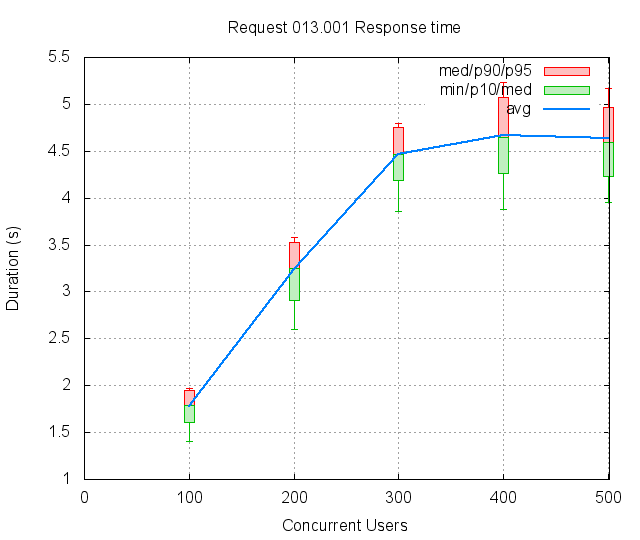 Request 013.001 Response time
5.5
5
4.5
4
3.5
3
2.5
2
1.5
1
Duration (s)
med/p90/p95
min/p10/med
avg
0 100 200 300 400 500
Concurrent Users